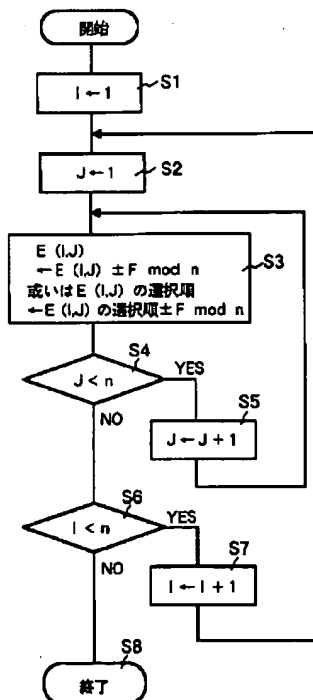 開始
S1
I ← 1
S2
J ← 1
S3
E (I,J)
← E (I,J) ± F mod n
或いは E (I,J) の選択順
← E (I,J) の選択順 ± F mod n
S4
J < n
YES
NO
S5
J ← J + 1
S6
I < n
YES
NO
S7
I ← I + 1
S8
終了